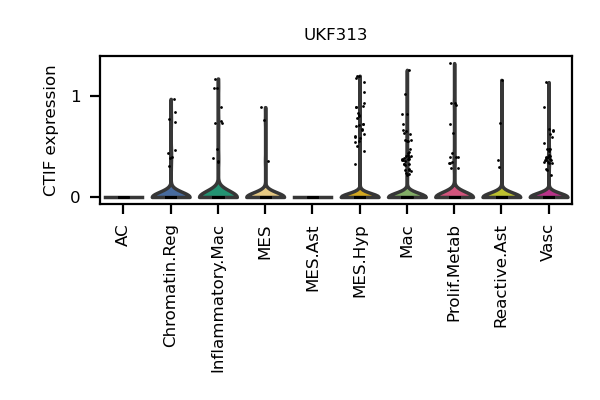 UKF313
CTIF expression
1
0
AC
Chromatin.Reg
Inflammatory.Mac
MES
MES.Ast
MES.Hyp
Mac
Prolif.Metab
Reactive.Ast
Vasc